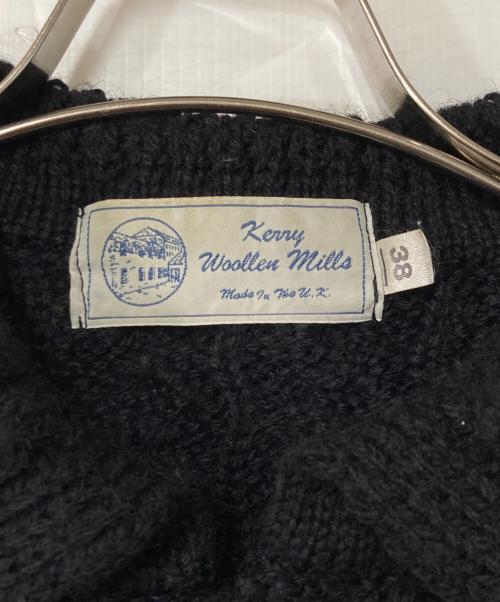 Kerry
Woollen Mills
Made In The U.K.
38